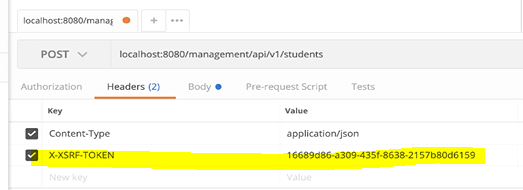 localhost:8080/manag
+ •••
POST localhost:8080/management/api/v1/students
Authorization Headers (2) Body Pre-request Script Tests
Key Value
Content-Type application/json
X-XSRF-TOKEN 16689d86-a309-435f-8638-2157b80d6159
New key Value